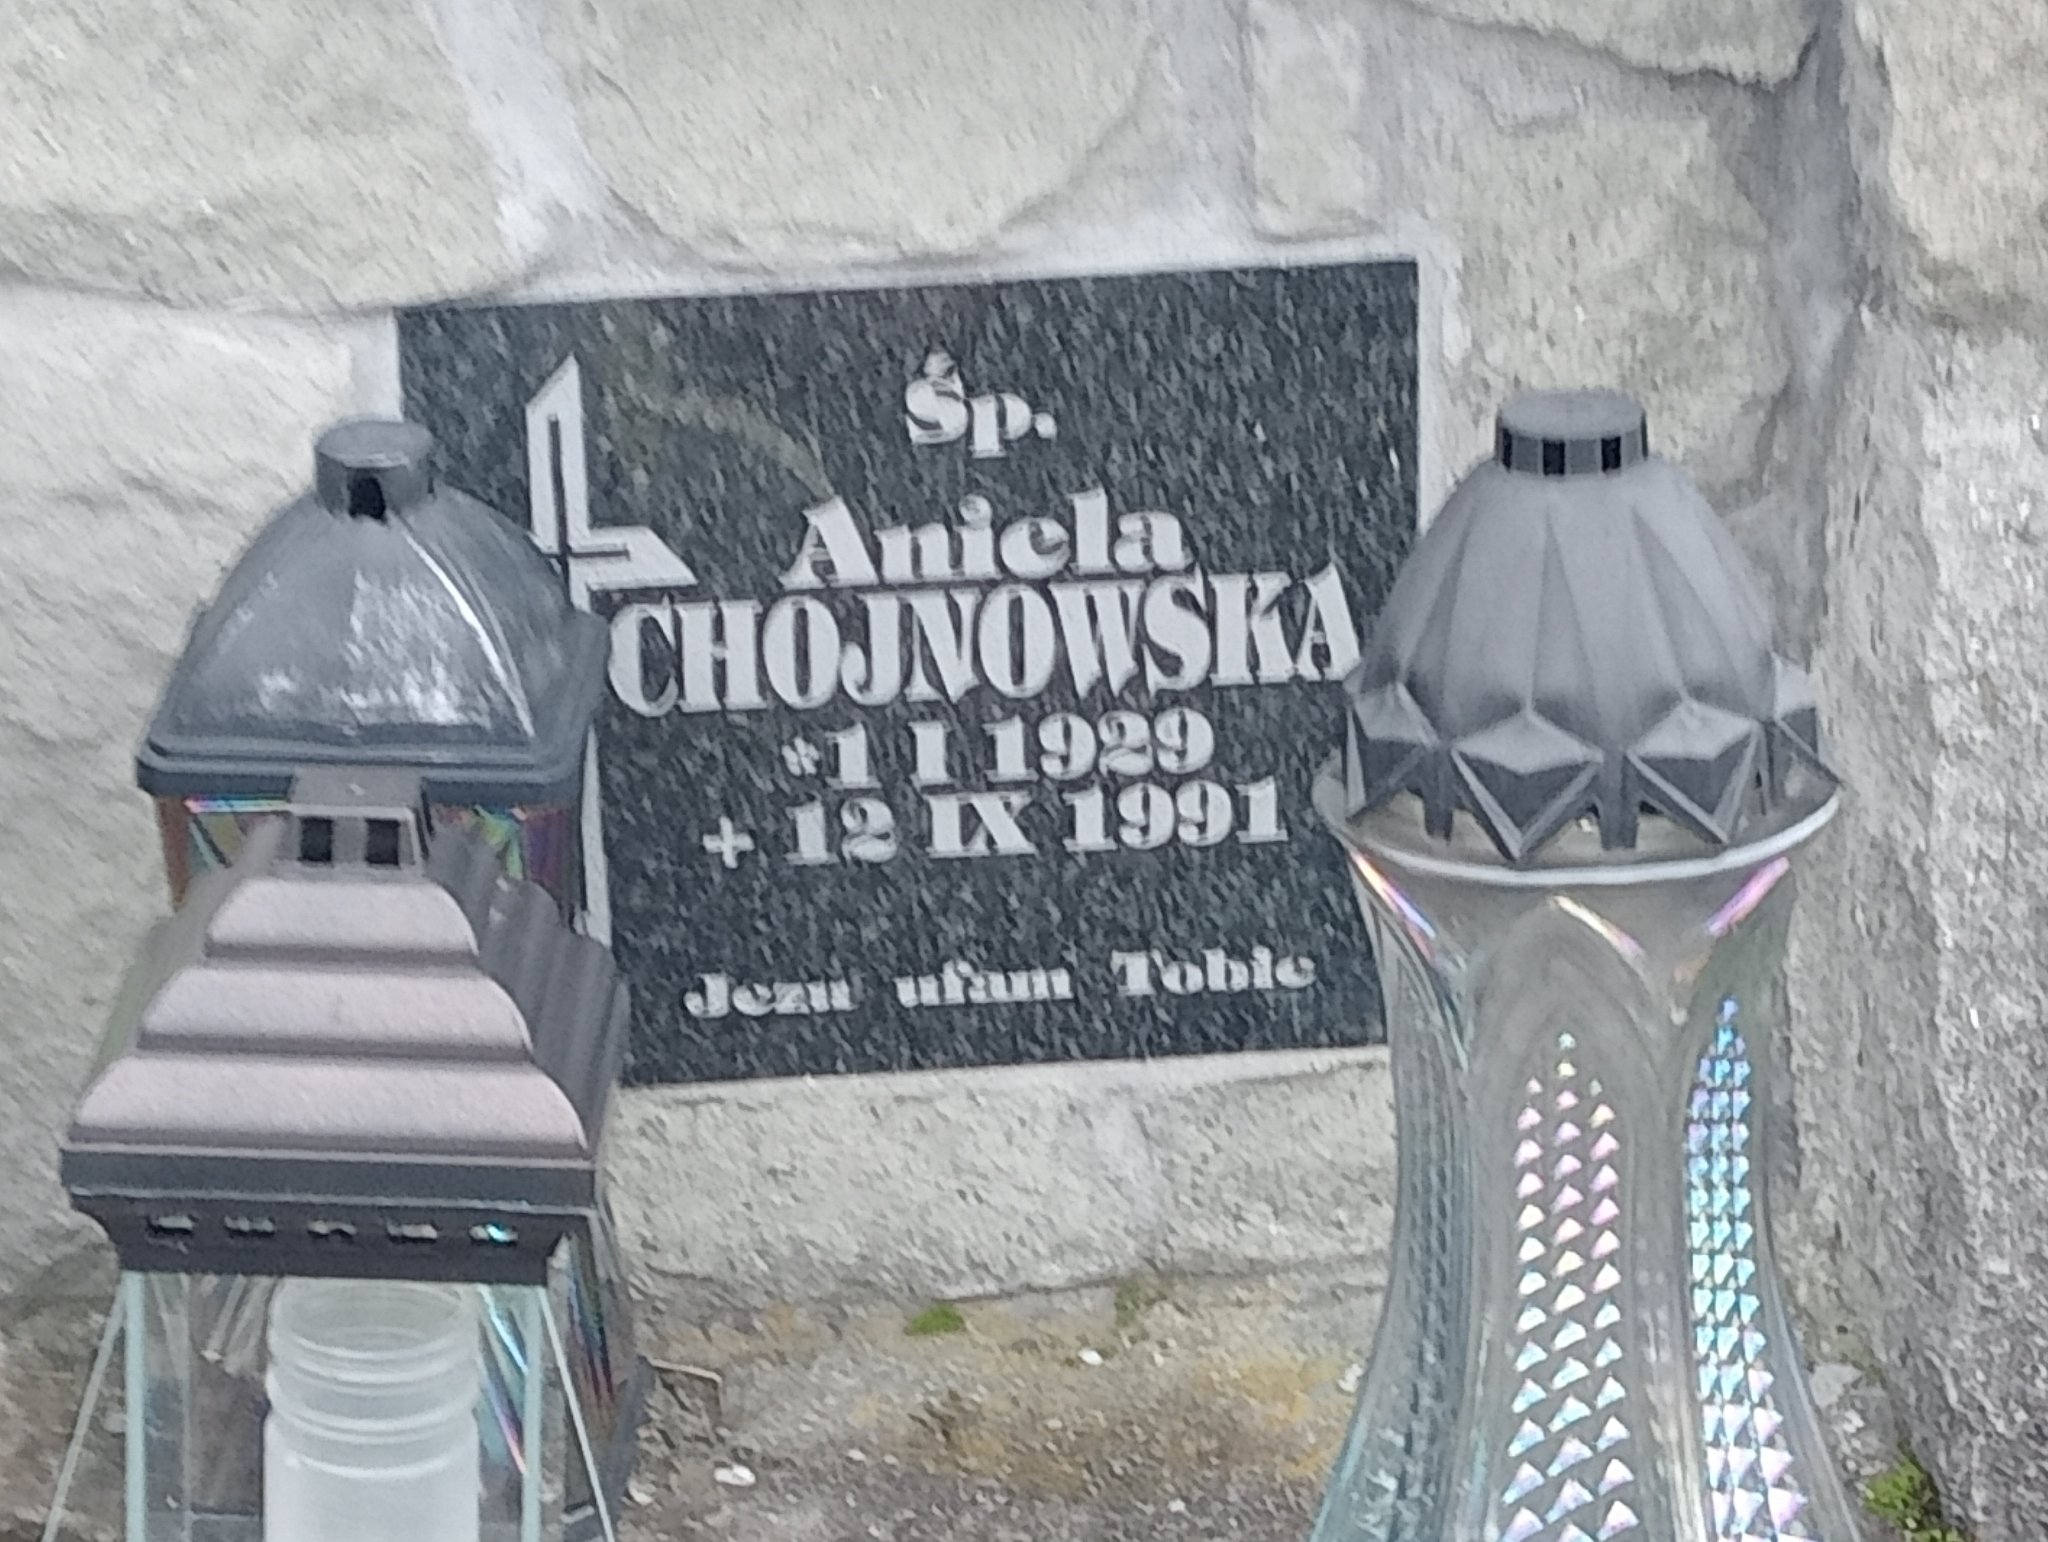 Śp.
Aniela
CHOJNOWSKA
*1 I 1929
+ 12 IX 1991
Jezu ufam Tobie